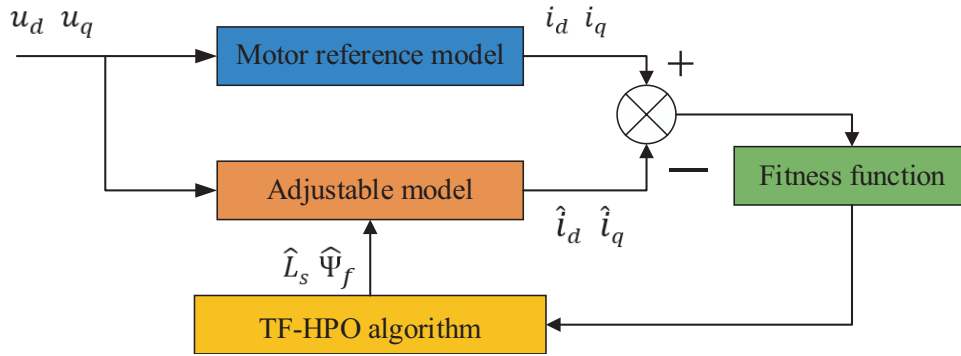 u_d u_q
i_d i_q
Motor reference model
+
−
Adjustable model
Fitness function
î_d î_q
L̂_s Ψ̂_f
TF-HPO algorithm